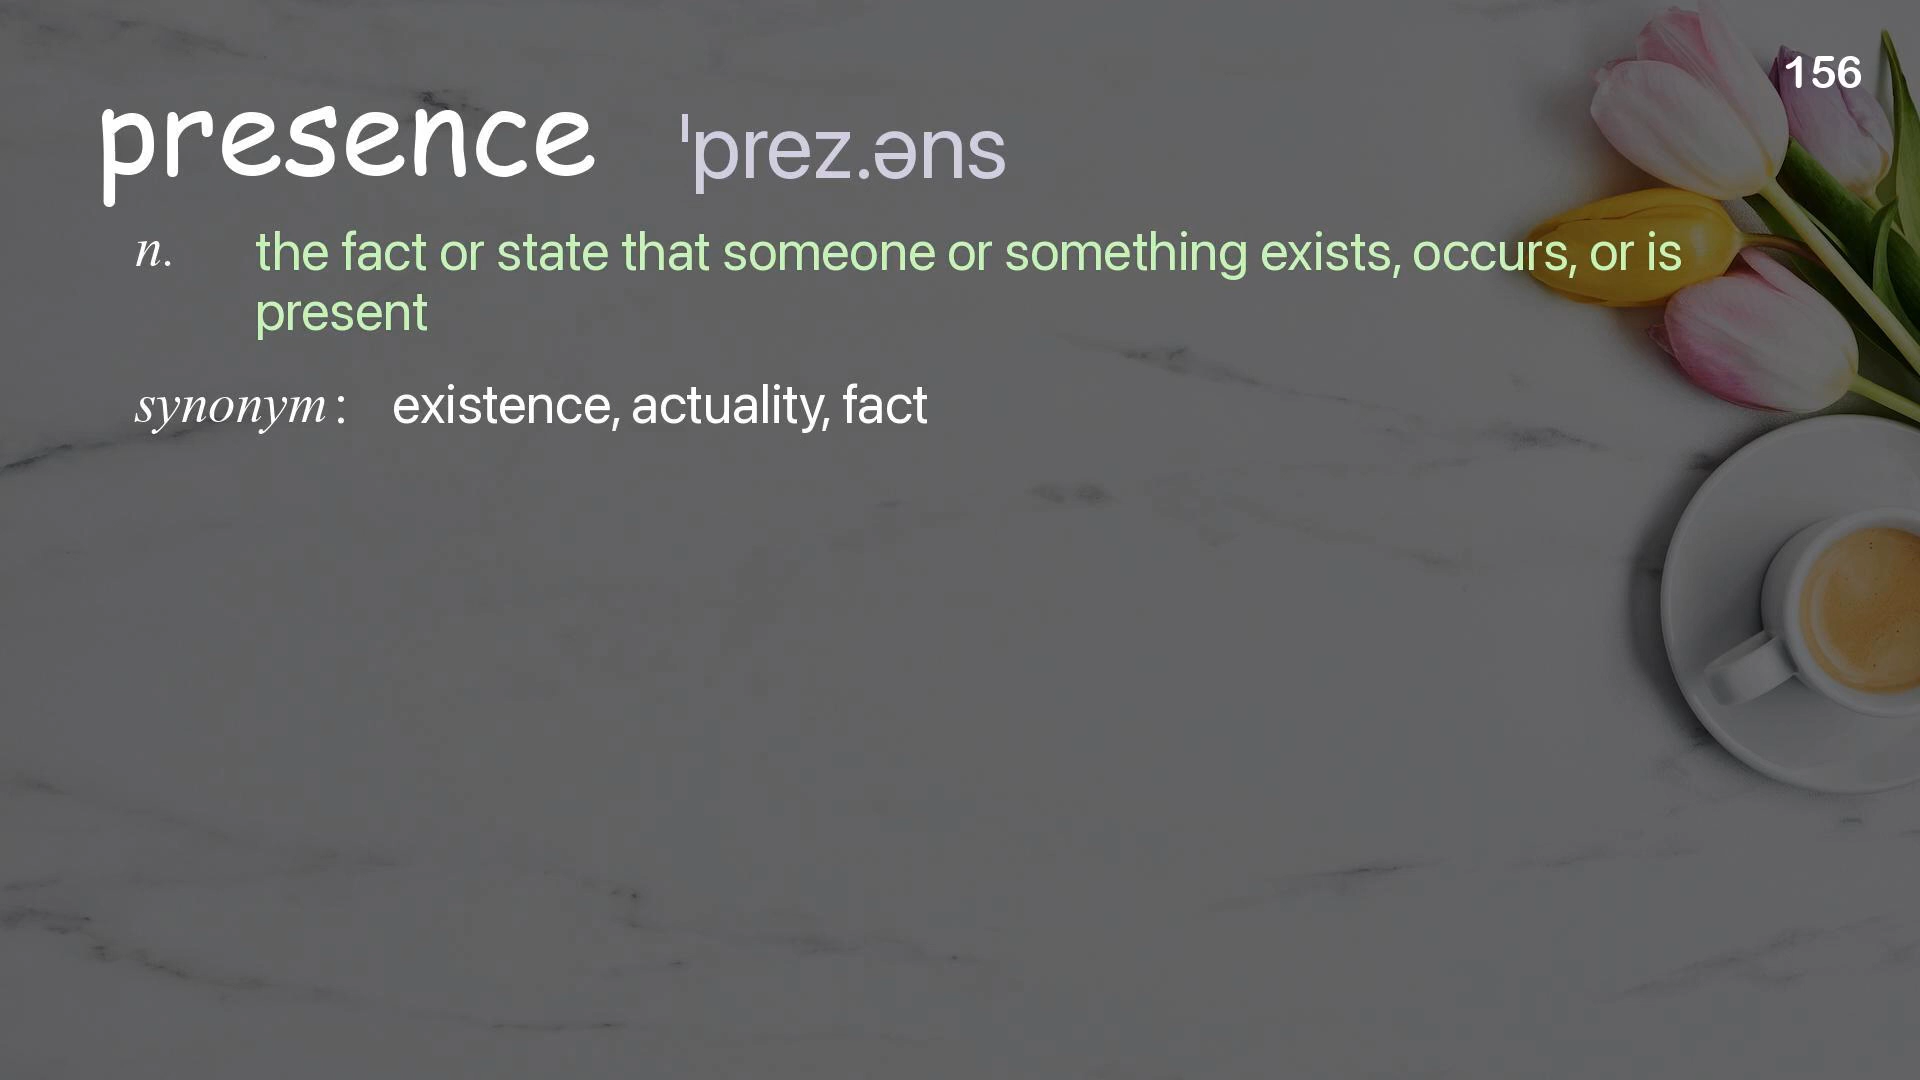 156
presence ˈprez.əns
n. the fact or state that someone or something exists, occurs, or is
present
synonym: existence, actuality, fact